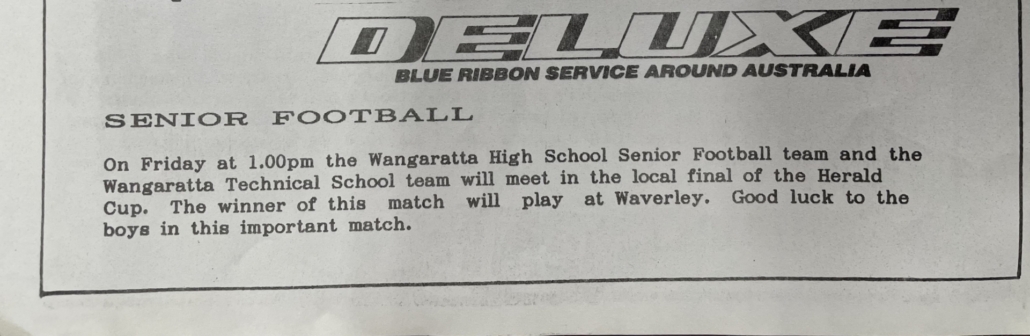 DELUXE
BLUE RIBBON SERVICE AROUND AUSTRALIA
SENIOR FOOTBALL
On Friday at 1.00pm the Wangaratta High School Senior Football team and the
Wangaratta Technical School team will meet in the local final of the Herald
Cup. The winner of this match will play at Waverley. Good luck to the
boys in this important match.